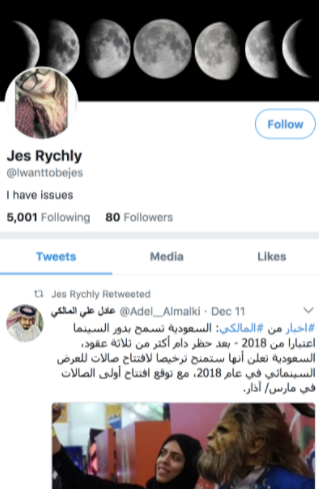 Follow
Jes Rychly
@Iwanttobejes
I have issues
5,001 Following 80 Followers
Tweets Media Likes
Jes Rychly Retweeted
عادل علي المالكي @Adel__Almalki · Dec 11
#اخبار من #المالكي: السعودية تسمح بدور السينما
اعتبارا من 2018 - بعد حظر دام أكثر من ثلاثة عقود،
السعودية تعلن أنها ستمنح ترخيصا لافتتاح صالات للعرض
السينمائي في عام 2018، مع توقع افتتاح أولى الصالات
في مارس/ آذار.